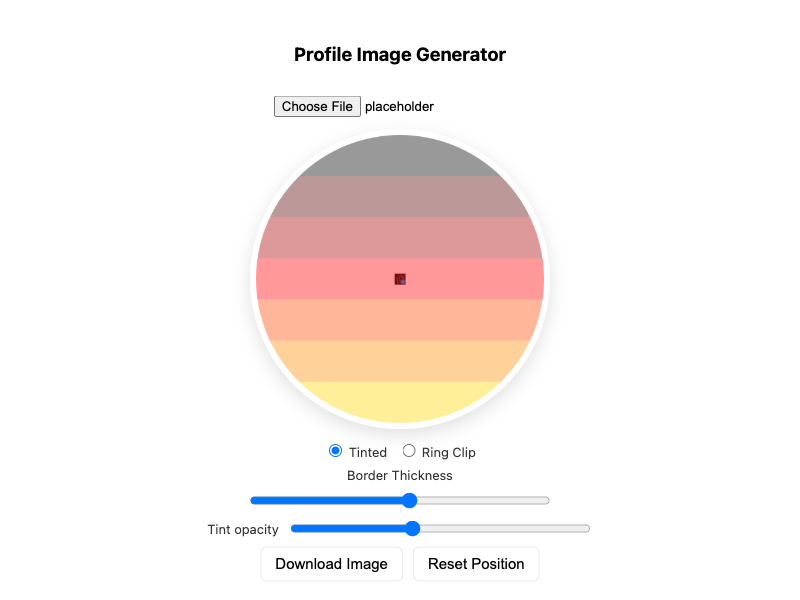 Profile Image Generator
Choose File placeholder
Tinted Ring Clip
Border Thickness
Tint opacity
Download Image Reset Position